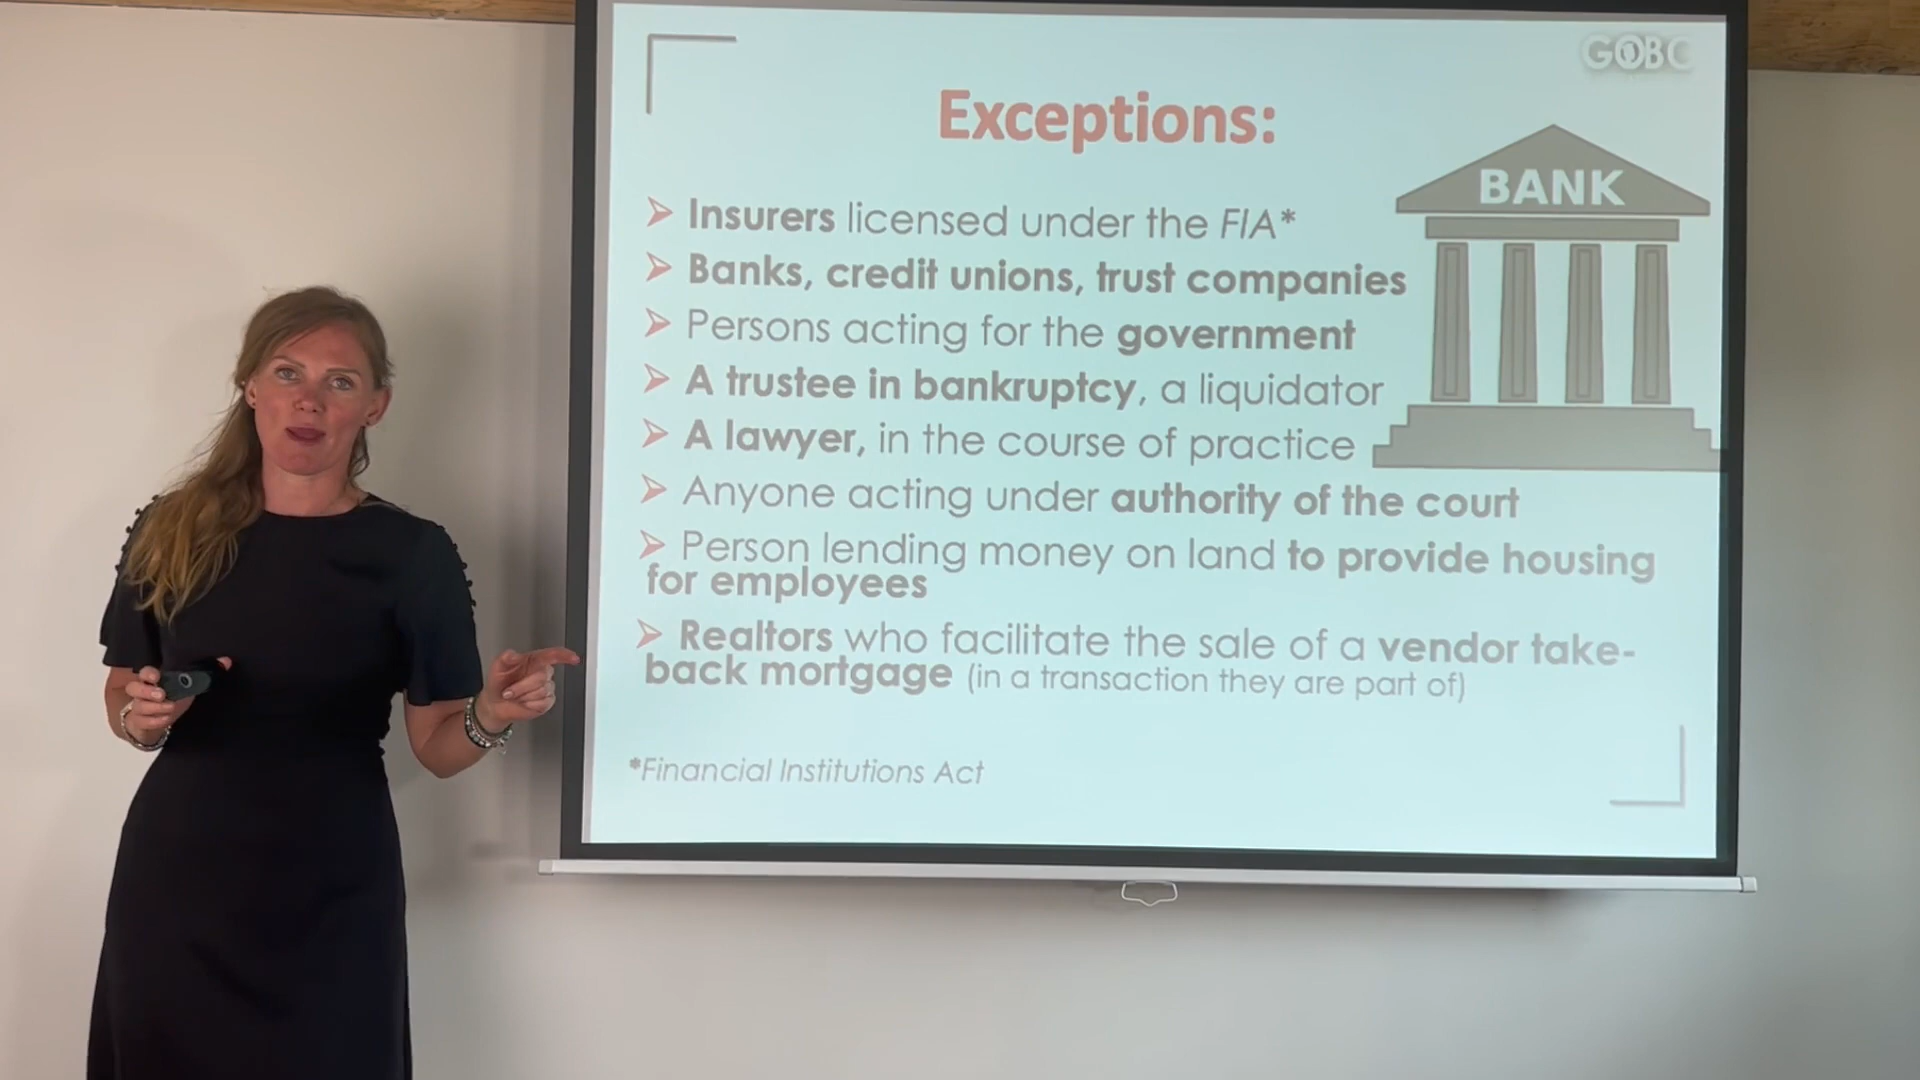 GOBC
Exceptions:
BANK
➢ Insurers licensed under the FIA*
➢ Banks, credit unions, trust companies
➢ Persons acting for the government
➢ A trustee in bankruptcy, a liquidator
➢ A lawyer, in the course of practice
➢ Anyone acting under authority of the court
➢ Person lending money on land to provide housing
for employees
➢ Realtors who facilitate the sale of a vendor take-
back mortgage (in a transaction they are part of)
*Financial Institutions Act